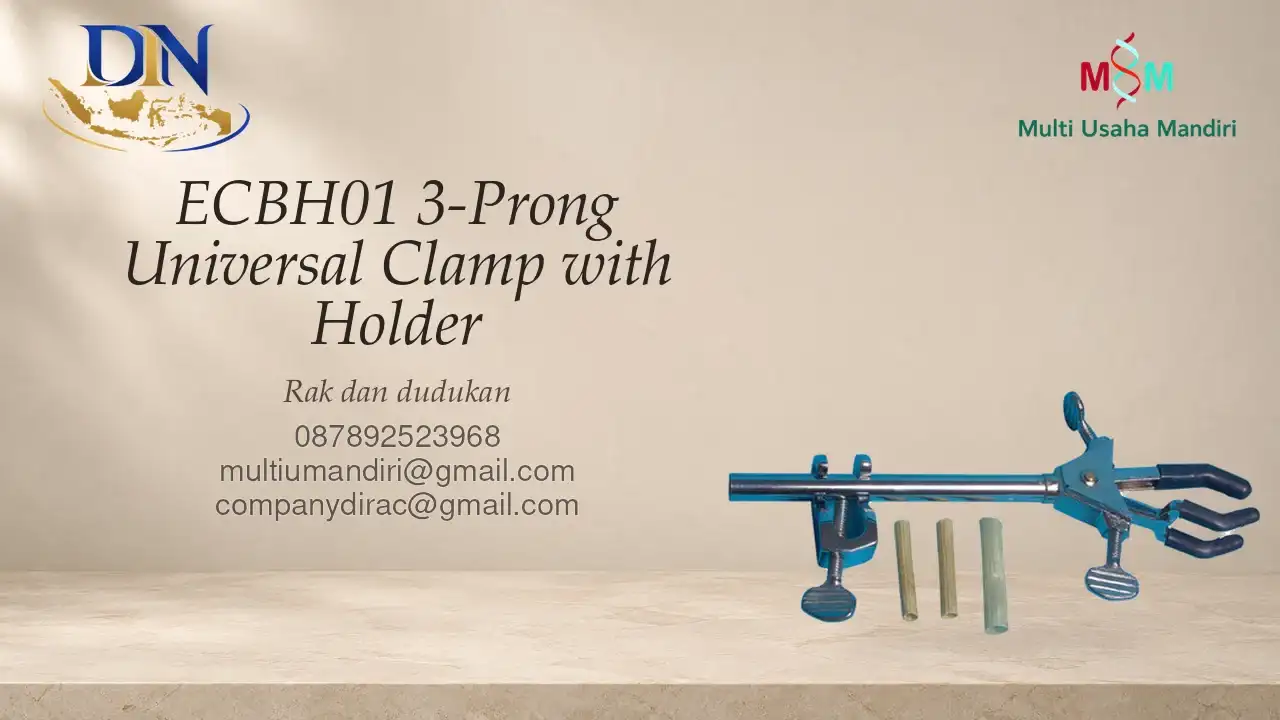 DIN
MSM
Multi Usaha Mandiri
ECBH01 3-Prong
Universal Clamp with
Holder
Rak dan dudukan
087892523968
multiumandiri@gmail.com
companydirac@gmail.com